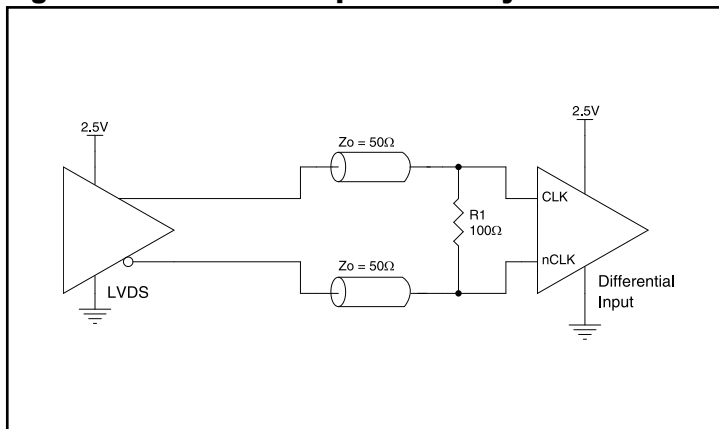 2.5V
2.5V
Zo = 50Ω
CLK
R1
100Ω
nCLK
Zo = 50Ω
LVDS
Differential
Input